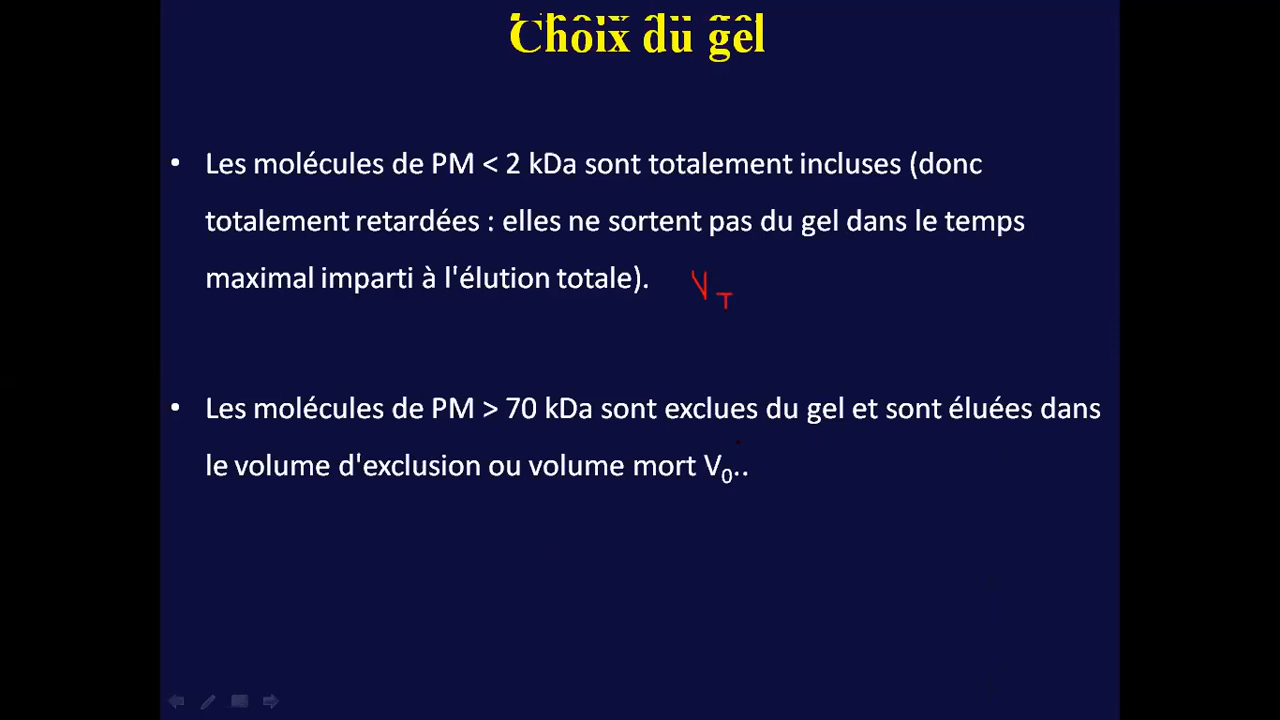 Choix du gel
• Les molécules de PM < 2 kDa sont totalement incluses (donc
totalement retardées : elles ne sortent pas du gel dans le temps
maximal imparti à l'élution totale). V_T
• Les molécules de PM > 70 kDa sont exclues du gel et sont éluées dans
le volume d'exclusion ou volume mort V₀..